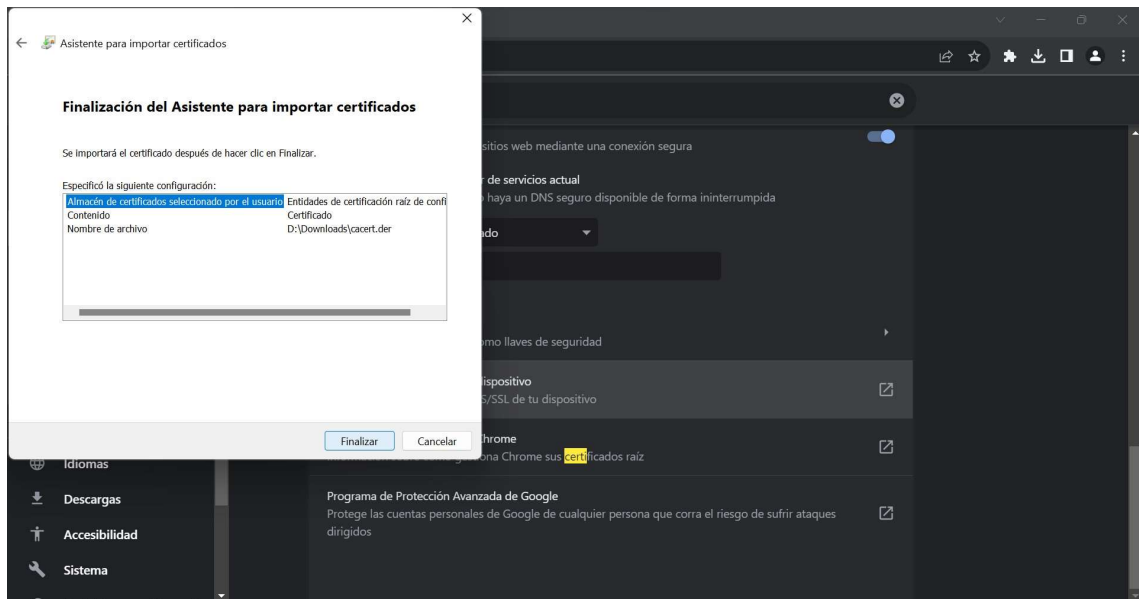 Asistente para importar certificados
Finalización del Asistente para importar certificados
Se importará el certificado después de hacer clic en Finalizar.
Especificó la siguiente configuración:
Almacén de certificados seleccionado por el usuario Entidades de certificación raíz de confi
Contenido Certificado
Nombre de archivo D:\Downloads\cacert.der
Finalizar Cancelar
sitios web mediante una conexión segura
de servicios actual
haya un DNS seguro disponible de forma ininterrumpida
ado
omo llaves de seguridad
ispositivo
S/SSL de tu dispositivo
hrome
ona Chrome sus certificados raíz
Programa de Protección Avanzada de Google
Protege las cuentas personales de Google de cualquier persona que corra el riesgo de sufrir ataques
dirigidos
Idiomas
Descargas
Accesibilidad
Sistema